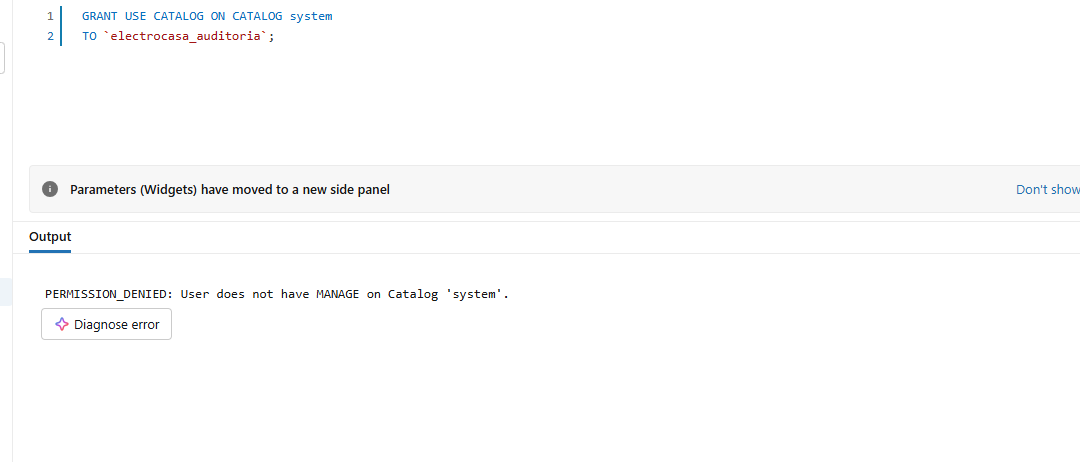 1 GRANT USE CATALOG ON CATALOG system
2 TO `electrocasa_auditoria`;
Parameters (Widgets) have moved to a new side panel
Don't show
Output
PERMISSION_DENIED: User does not have MANAGE on Catalog 'system'.
Diagnose error